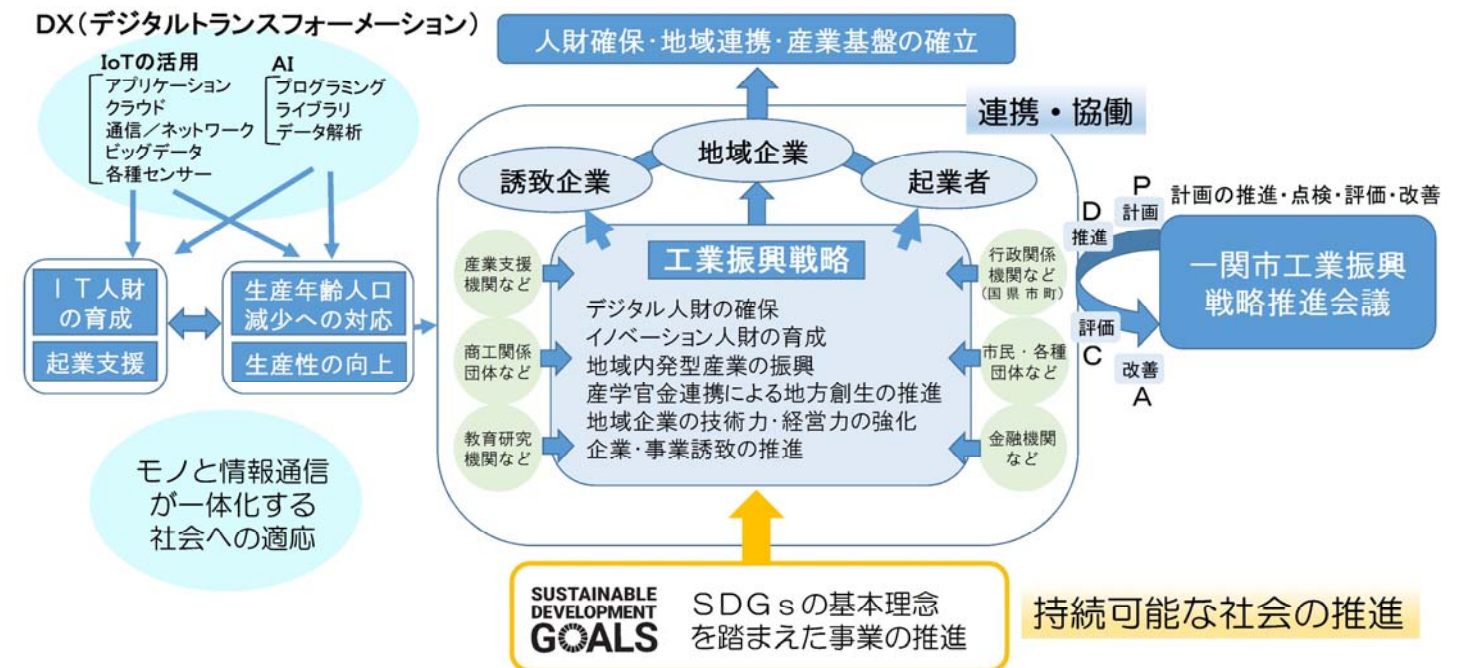 DX(デジタルトランスフォーメーション)
IoTの活用
アプリケーション
クラウド
通信／ネットワーク
ビッグデータ
各種センサー
AI
プログラミング
ライブラリ
データ解析
ＩＴ人財
の育成
起業支援
生産年齢人口
減少への対応
生産性の向上
モノと情報通信
が一体化する
社会への適応
人財確保･地域連携･産業基盤の確立
連携・協働
誘致企業
地域企業
起業者
産業支援
機関など
商工関係
団体など
教育研究
機関など
工業振興戦略
デジタル人財の確保
イノベーション人財の育成
地域内発型産業の振興
産学官金連携による地方創生の推進
地域企業の技術力･経営力の強化
企業･事業誘致の推進
行政関係
機関など
(国県市町)
市民・各種
団体など
金融機関
など
P
計画
D
推進
評価
C
改善
A
計画の推進･点検･評価･改善
一関市工業振興
戦略推進会議
SUSTAINABLE
DEVELOPMENT
GOALS
ＳＤＧｓの基本理念
を踏まえた事業の推進
持続可能な社会の推進